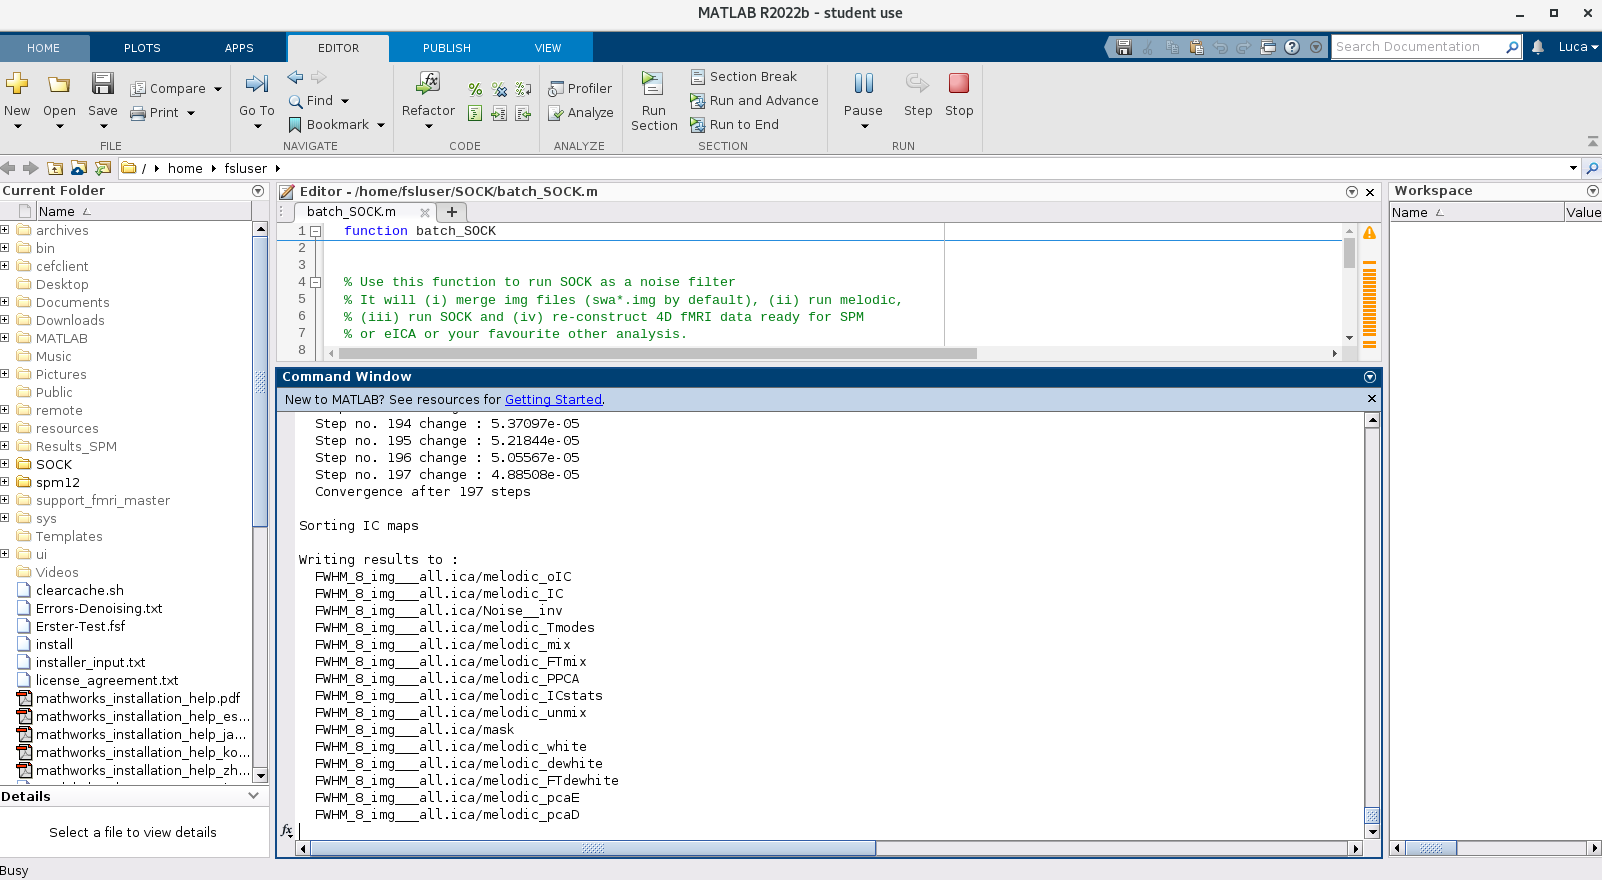 MATLAB R2022b - student use
HOME
PLOTS
APPS
EDITOR
PUBLISH
VIEW
Search Documentation
Luca
New
Open
Save
Compare
Print
FILE
Go To
Find
Bookmark
NAVIGATE
Refactor
CODE
Profiler
Analyze
ANALYZE
Run Section
Section Break
Run and Advance
Run to End
SECTION
Pause
Step
Stop
RUN
/ home fsluser
Current Folder
Name
archives
bin
cefclient
Desktop
Documents
Downloads
MATLAB
Music
Pictures
Public
remote
resources
Results_SPM
SOCK
spm12
support_fmri_master
sys
Templates
ui
Videos
clearcache.sh
Errors-Denoising.txt
Erster-Test.fsf
install
installer_input.txt
license_agreement.txt
mathworks_installation_help.pdf
mathworks_installation_help_es...
mathworks_installation_help_ja...
mathworks_installation_help_ko...
mathworks_installation_help_zh...
Details
Select a file to view details
Busy
Editor - /home/fsluser/SOCK/batch_SOCK.m
batch_SOCK.m
1 function batch_SOCK
2
3
4 % Use this function to run SOCK as a noise filter
5 % It will (i) merge img files (swa*.img by default), (ii) run melodic,
6 % (iii) run SOCK and (iv) re-construct 4D fMRI data ready for SPM
7 % or eICA or your favourite other analysis.
8
Command Window
New to MATLAB? See resources for Getting Started.
Step no. 194 change : 5.37097e-05
Step no. 195 change : 5.21844e-05
Step no. 196 change : 5.05567e-05
Step no. 197 change : 4.88508e-05
Convergence after 197 steps
Sorting IC maps
Writing results to :
FWHM_8_img___all.ica/melodic_oIC
FWHM_8_img___all.ica/melodic_IC
FWHM_8_img___all.ica/Noise__inv
FWHM_8_img___all.ica/melodic_Tmodes
FWHM_8_img___all.ica/melodic_mix
FWHM_8_img___all.ica/melodic_FTmix
FWHM_8_img___all.ica/melodic_PPCA
FWHM_8_img___all.ica/melodic_ICstats
FWHM_8_img___all.ica/melodic_unmix
FWHM_8_img___all.ica/mask
FWHM_8_img___all.ica/melodic_white
FWHM_8_img___all.ica/melodic_dewhite
FWHM_8_img___all.ica/melodic_FTdewhite
FWHM_8_img___all.ica/melodic_pcaE
FWHM_8_img___all.ica/melodic_pcaD
fx
Workspace
Name
Value